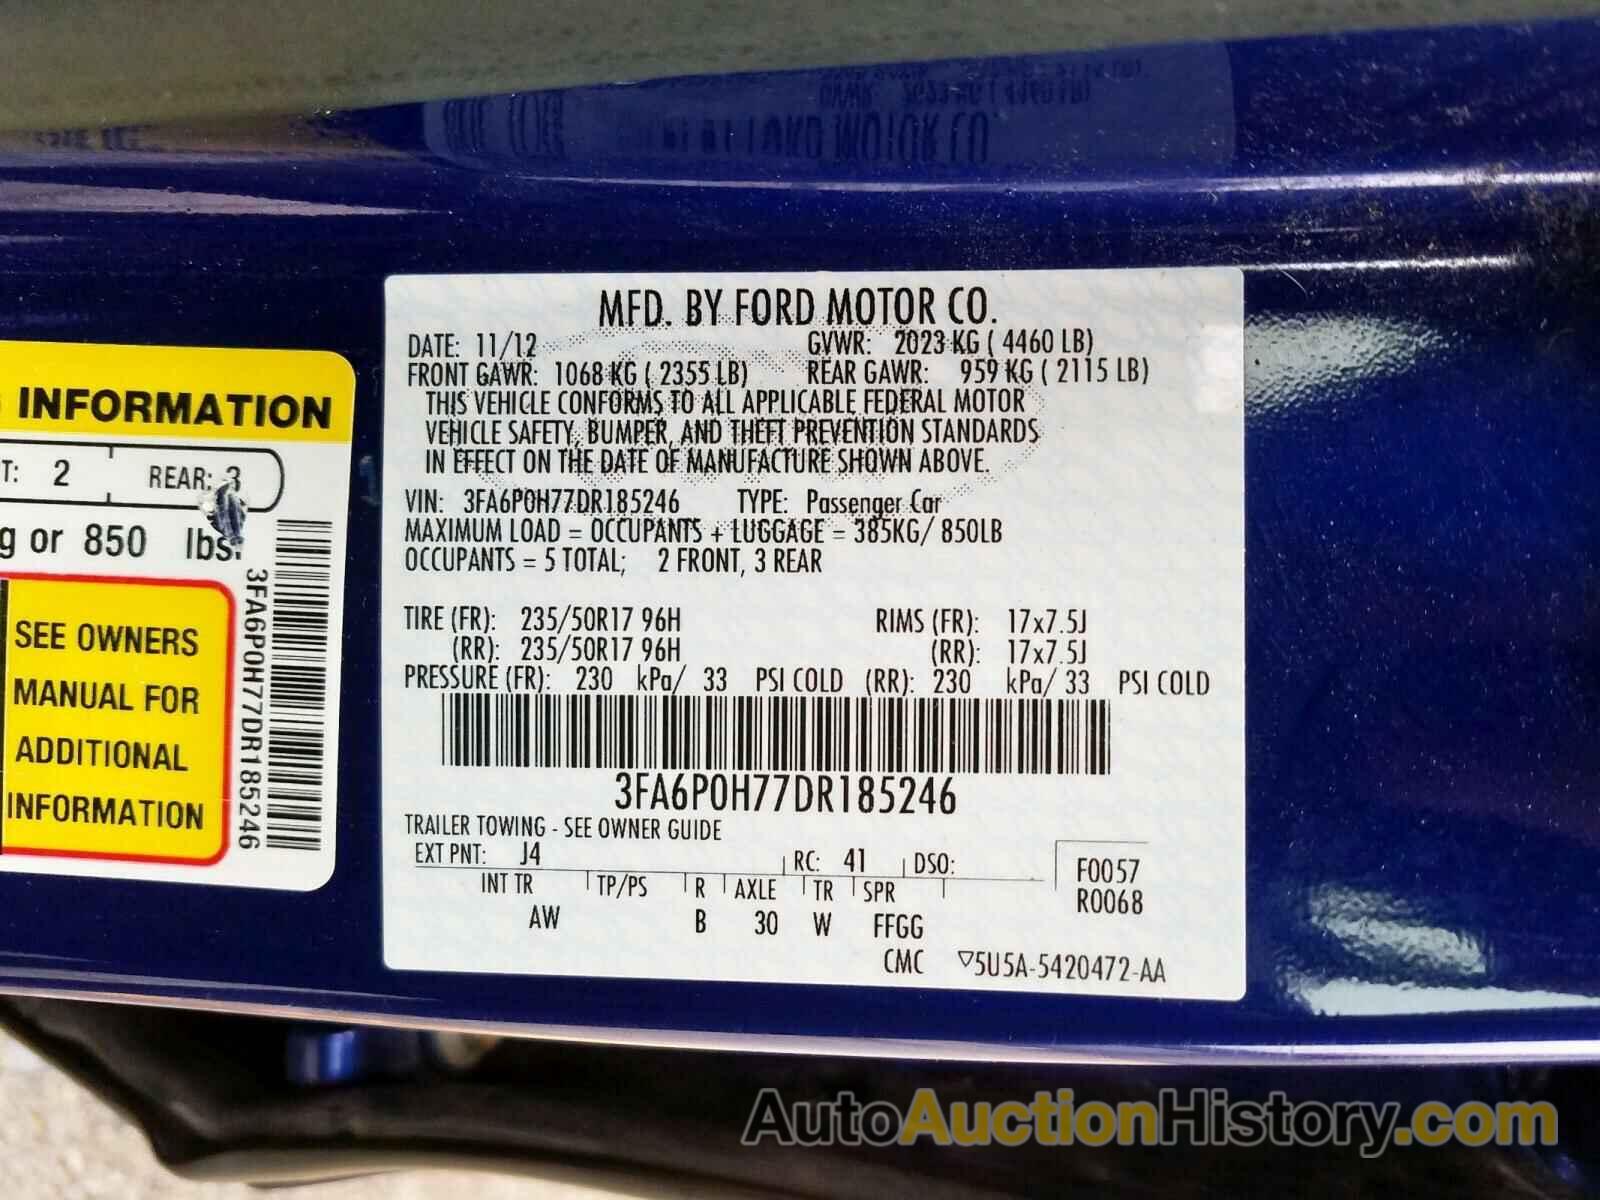 MFD. BY FORD MOTOR CO.
DATE: 11/12 GVWR: 2023 KG ( 4460 LB)
FRONT GAWR: 1068 KG ( 2355 LB) REAR GAWR: 959 KG ( 2115 LB)
THIS VEHICLE CONFORMS TO ALL APPLICABLE FEDERAL MOTOR
VEHICLE SAFETY, BUMPER, AND THEFT PREVENTION STANDARDS
IN EFFECT ON THE DATE OF MANUFACTURE SHOWN ABOVE.
VIN: 3FA6P0H77DR185246 TYPE: Passenger Car
MAXIMUM LOAD = OCCUPANTS + LUGGAGE = 385KG/ 850LB
OCCUPANTS = 5 TOTAL; 2 FRONT, 3 REAR
TIRE (FR): 235/50R17 96H RIMS (FR): 17x7.5J
(RR): 235/50R17 96H (RR): 17x7.5J
PRESSURE (FR): 230 kPa/ 33 PSI COLD (RR): 230 kPa/ 33 PSI COLD
3FA6P0H77DR185246
TRAILER TOWING - SEE OWNER GUIDE
EXT PNT: J4 RC: 41 DSO:
F0057
R0068
INT TR TP/PS R AXLE TR SPR
AW B 30 W FFGG
CMC ▽5U5A-5420472-AA
INFORMATION
T: 2 REAR: 3
g or 850 lbs.
SEE OWNERS
MANUAL FOR
ADDITIONAL
INFORMATION
3FA6P0H77DR185246
AutoAuctionHistory.com